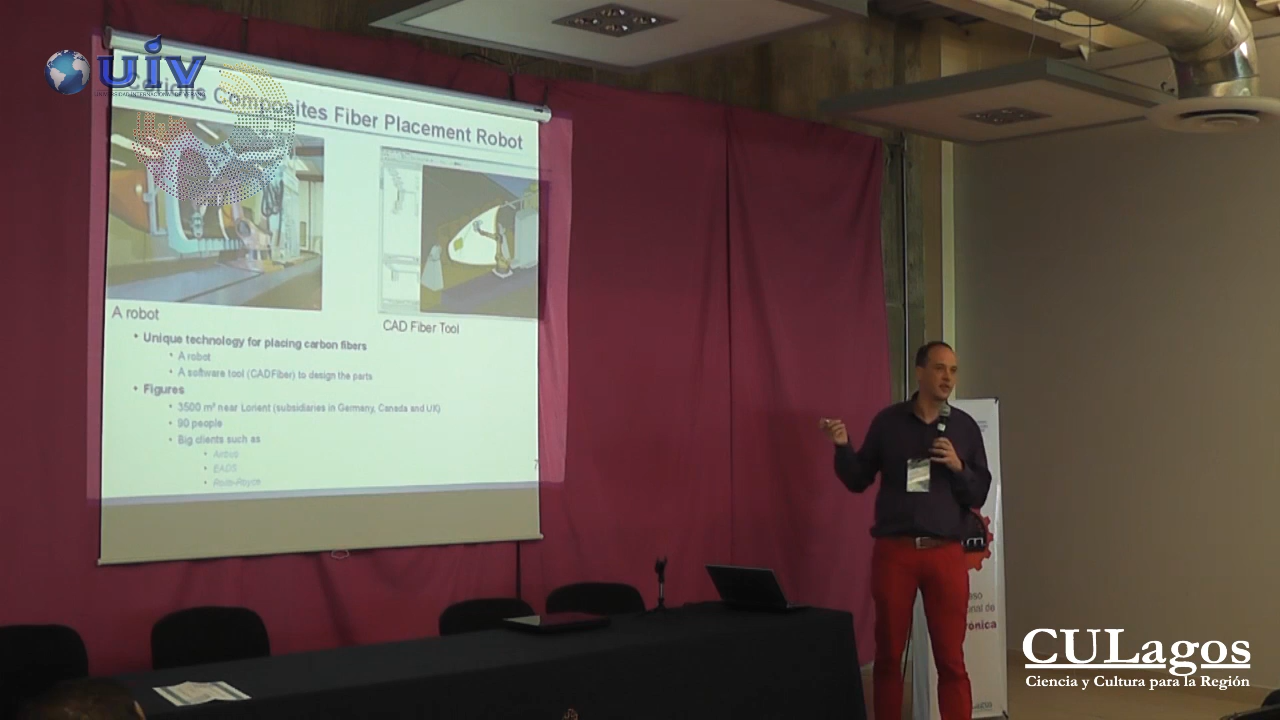 UIV
Composites Fiber Placement Robot
A robot
CAD Fiber Tool
• Unique technology for placing carbon fibers
• A robot
• A software tool (CADFiber) to design the parts
• Figures
• 3500 m² near Lorient (subsidiaries in Germany, Canada and UK)
• 90 people
• Big clients such as
• Airbus
• EADS
• Rolls-Royce
7
CULagos
Ciencia y Cultura para la Región